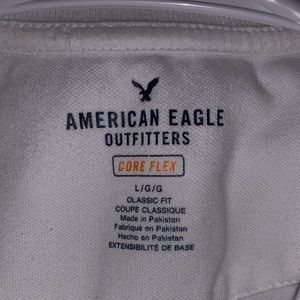 AMERICAN EAGLE
OUTFITTERS
CORE FLEX
L/G/G
CLASSIC FIT
COUPE CLASSIQUE
Made in Pakistan
Fabriqué en Pakistan
Hecho en Pakistan
EXTENSIBILITÉ DE BASE